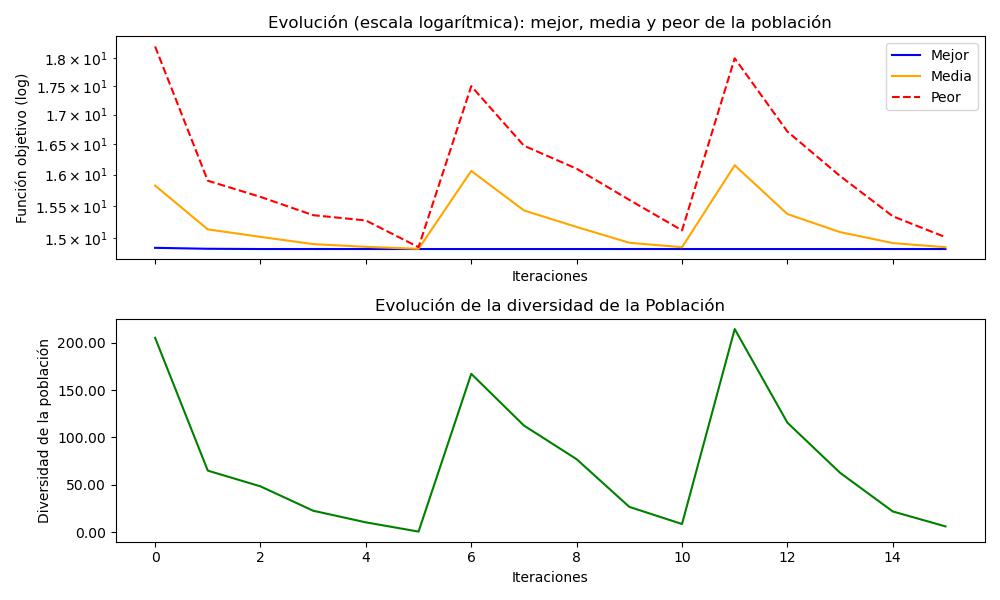 Evolución (escala logarítmica): mejor, media y peor de la población
Función objetivo (log)
1.8 × 10¹
1.75 × 10¹
1.7 × 10¹
1.65 × 10¹
1.6 × 10¹
1.55 × 10¹
1.5 × 10¹
Mejor
Media
Peor
Iteraciones
Evolución de la diversidad de la Población
Diversidad de la población
200.00
150.00
100.00
50.00
0.00
0 2 4 6 8 10 12 14
Iteraciones